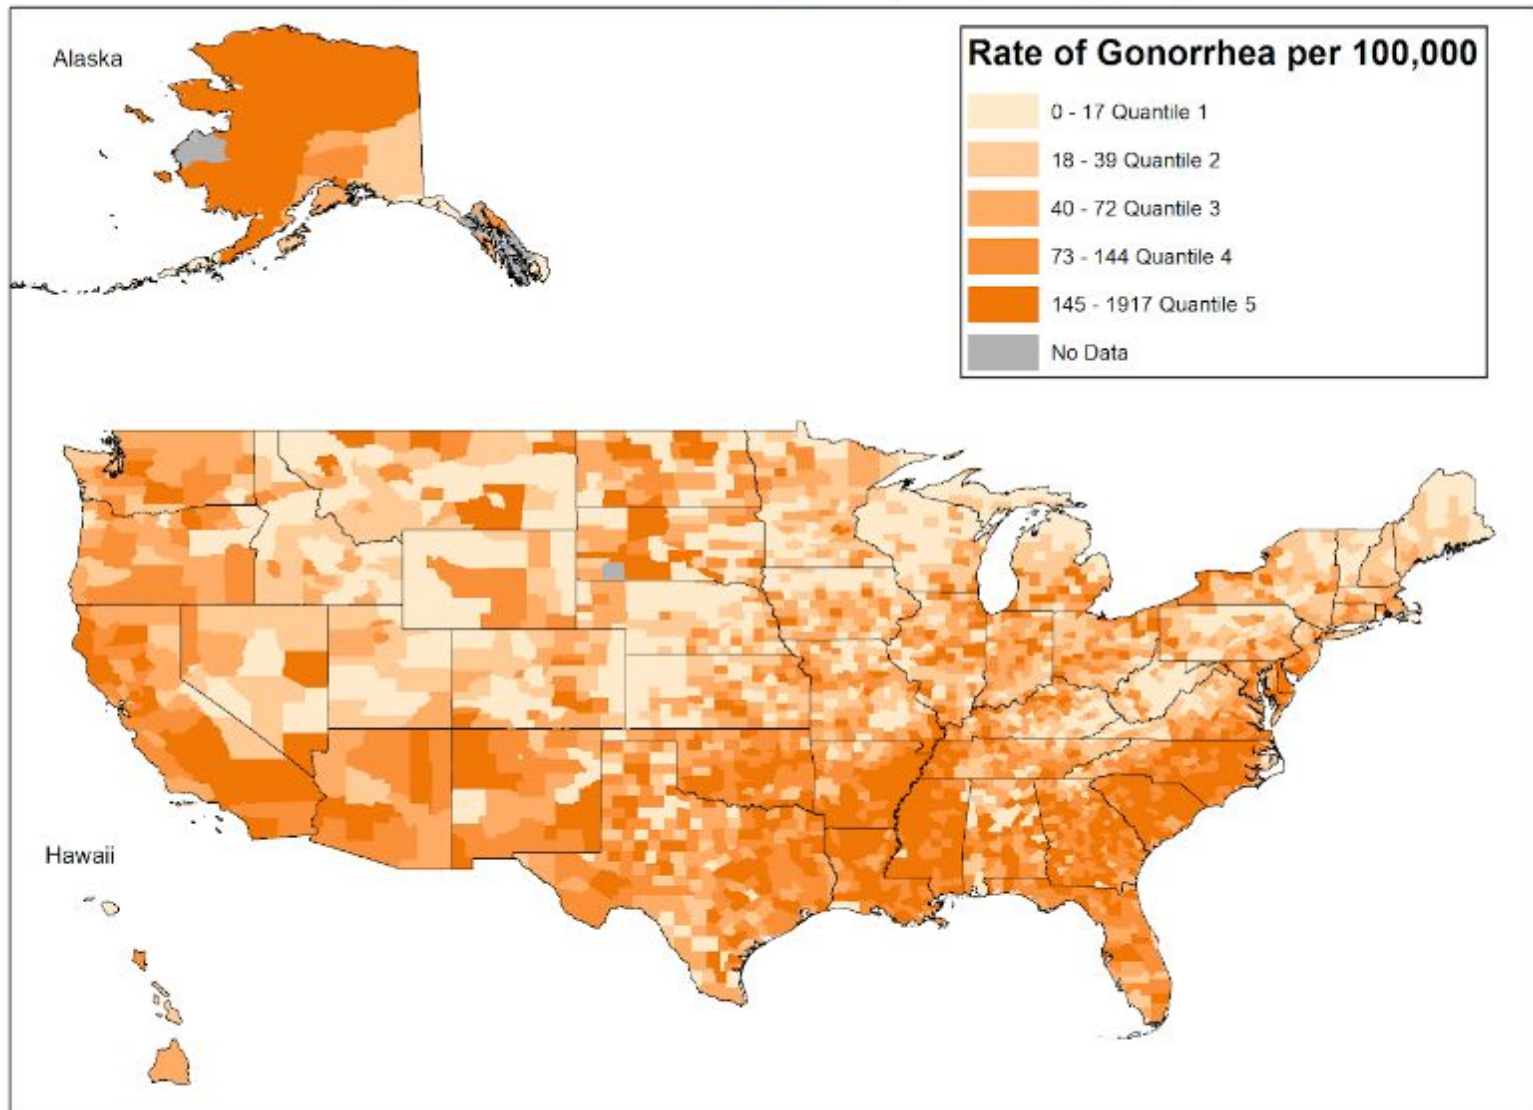 Alaska
Rate of Gonorrhea per 100,000
0 - 17 Quantile 1
18 - 39 Quantile 2
40 - 72 Quantile 3
73 - 144 Quantile 4
145 - 1917 Quantile 5
No Data
Hawaii